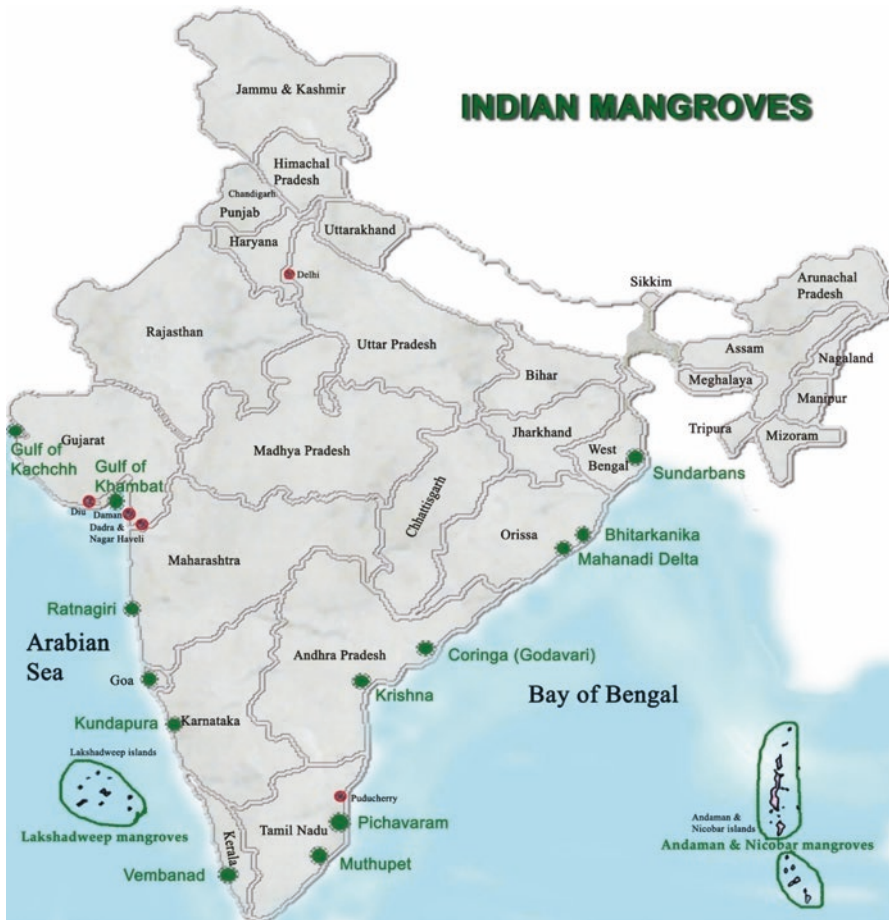 INDIAN MANGROVES
Jammu & Kashmir
Himachal
Pradesh
Chandigarh
Punjab
Uttarakhand
Haryana
Delhi
Sikkim
Arunachal
Pradesh
Rajasthan
Uttar Pradesh
Assam
Nagaland
Bihar
Meghalaya
Manipur
Gujarat
Gulf of
Kachchh
Gulf of
Khambat
Madhya Pradesh
Jharkhand
West
Bengal
Tripura
Mizoram
Sundarbans
Diu
Daman
Dadra &
Nagar Haveli
Chhattisgarh
Orissa
Bhitarkanika
Mahanadi Delta
Maharashtra
Ratnagiri
Arabian
Sea
Andhra Pradesh
Coringa (Godavari)
Goa
Krishna
Bay of Bengal
Kundapura
Karnataka
Lakshadweep islands
Lakshadweep mangroves
Puducherry
Tamil Nadu
Pichavaram
Kerala
Muthupet
Vembanad
Andaman &
Nicobar islands
Andaman & Nicobar mangroves